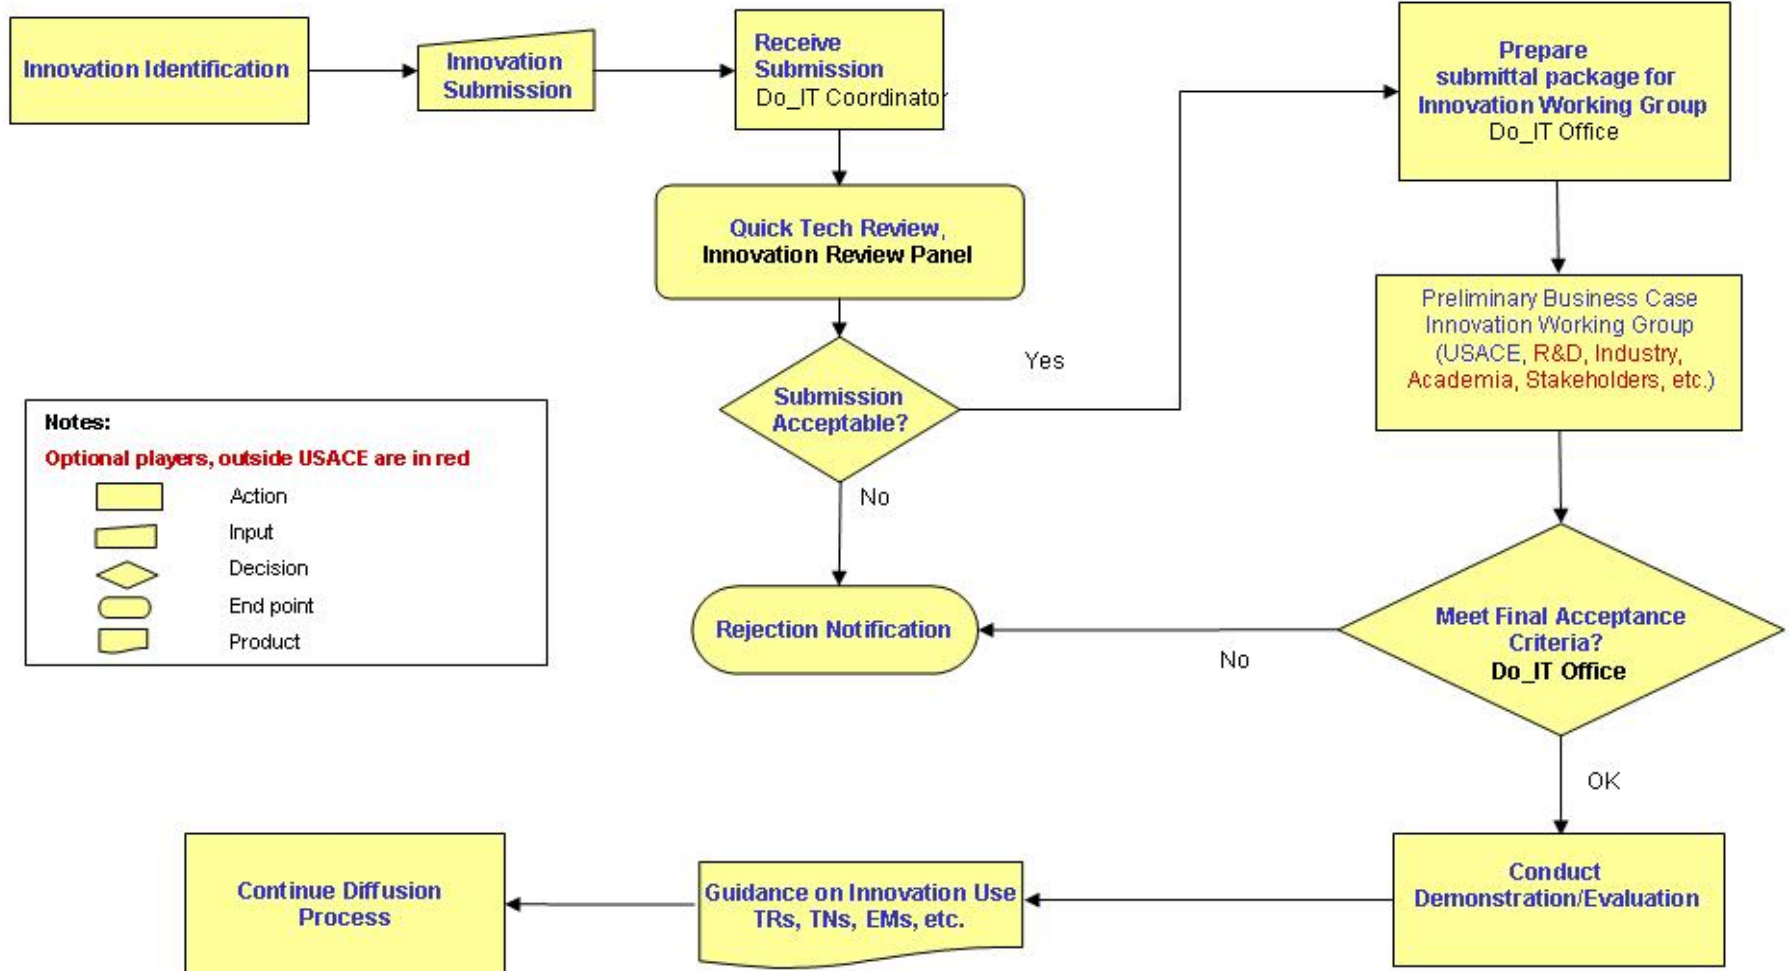 Innovation Identification
Innovation
Submission
Receive
Submission
Do_IT Coordinator
Prepare
submittal package for
Innovation Working Group
Do_IT Office
Quick Tech Review,
Innovation Review Panel
Submission
Acceptable?
Yes
No
Preliminary Business Case
Innovation Working Group
(USACE, R&D, Industry,
Academia, Stakeholders, etc.)
Notes:
Optional players, outside USACE are in red
Action
Input
Decision
End point
Product
Rejection Notification
No
Meet Final Acceptance
Criteria?
Do_IT Office
OK
Conduct
Demonstration/Evaluation
Guidance on Innovation Use
TRs, TNs, EMs, etc.
Continue Diffusion
Process